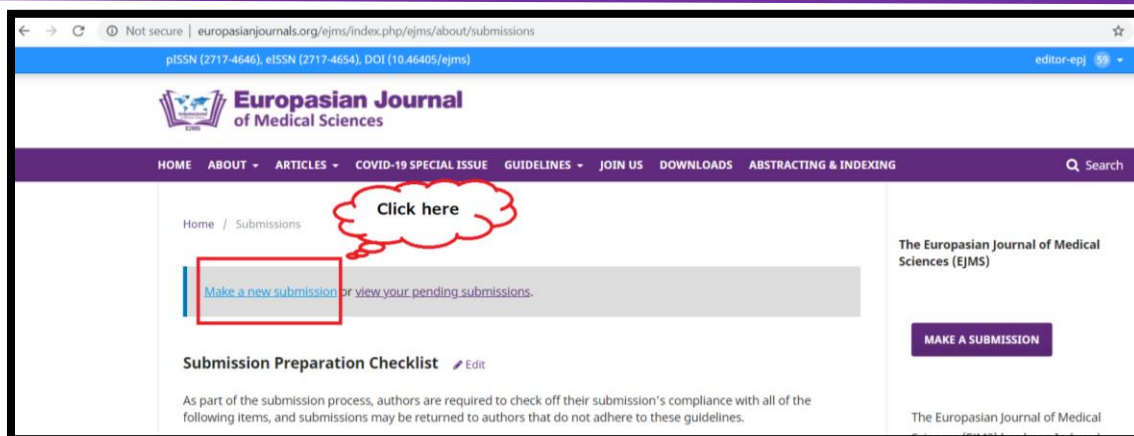 Not secure | europasianjournals.org/ejms/index.php/ejms/about/submissions
pISSN (2717-4646), eISSN (2717-4654), DOI (10.46405/ejms)
editor-epj 59
EJMS
Europasian Journal
of Medical Sciences
HOME ABOUT ARTICLES COVID-19 SPECIAL ISSUE GUIDELINES JOIN US DOWNLOADS ABSTRACTING & INDEXING Search
Click here
Home / Submissions
Make a new submission or view your pending submissions.
Submission Preparation Checklist Edit
As part of the submission process, authors are required to check off their submission's compliance with all of the
following items, and submissions may be returned to authors that do not adhere to these guidelines.
The Europasian Journal of Medical
Sciences (EJMS)
MAKE A SUBMISSION
The Europasian Journal of Medical